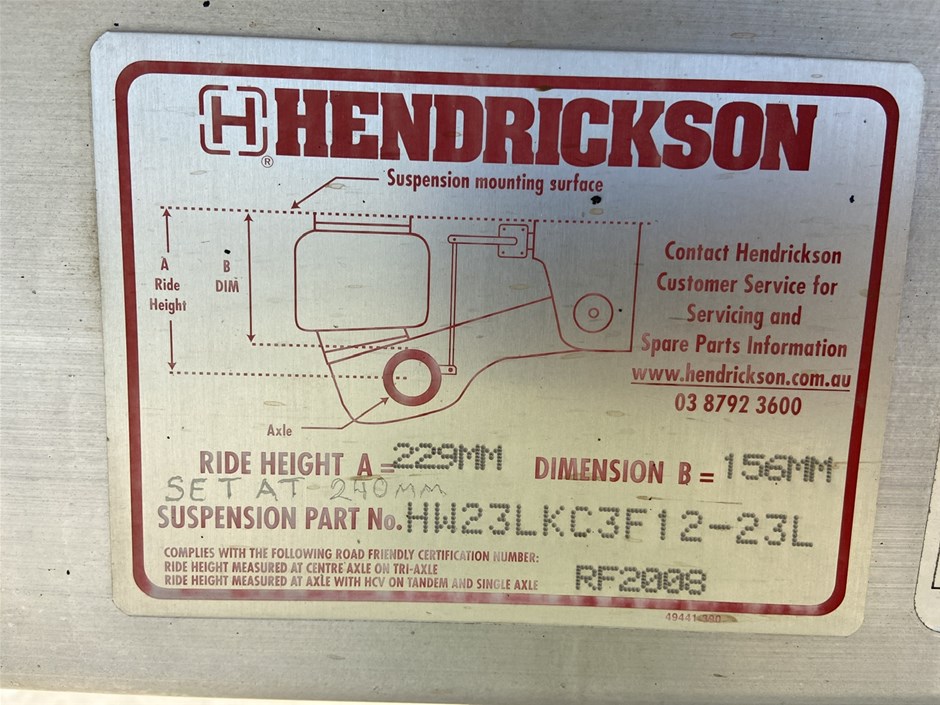 H HENDRICKSON
®
Suspension mounting surface
A
Ride
Height
B
DIM
Contact Hendrickson
Customer Service for
Servicing and
Spare Parts Information
www.hendrickson.com.au
03 8792 3600
Axle
RIDE HEIGHT A = 229MM DIMENSION B = 156MM
SET AT 240MM
SUSPENSION PART No. HW23LKC3F12-23L
COMPLIES WITH THE FOLLOWING ROAD FRIENDLY CERTIFICATION NUMBER:
RIDE HEIGHT MEASURED AT CENTRE AXLE ON TRI-AXLE
RIDE HEIGHT MEASURED AT AXLE WITH HCV ON TANDEM AND SINGLE AXLE RF2008
49441-390